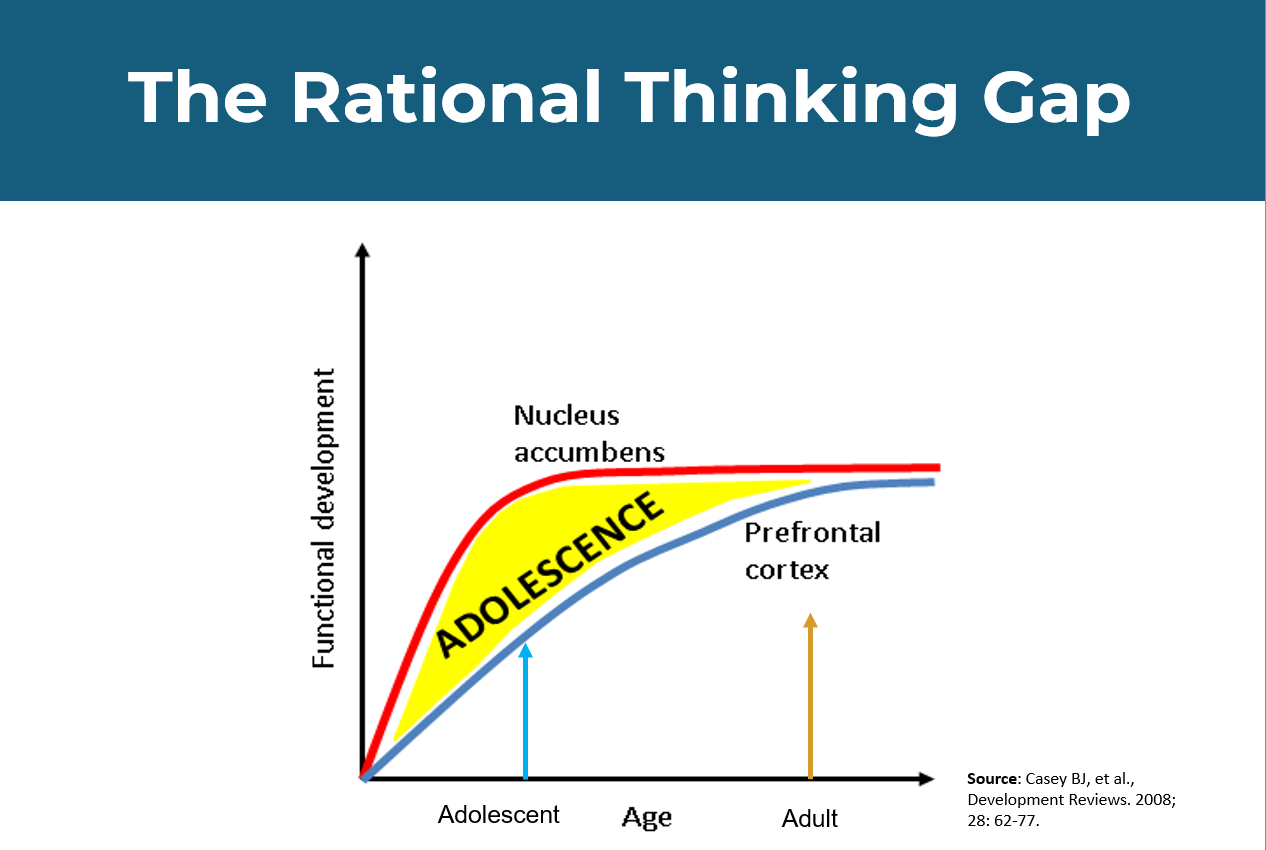 The Rational Thinking Gap
Functional development
Nucleus
accumbens
ADOLESCENCE
Prefrontal
cortex
Adolescent
Age
Adult
Source: Casey BJ, et al.,
Development Reviews. 2008;
28: 62-77.